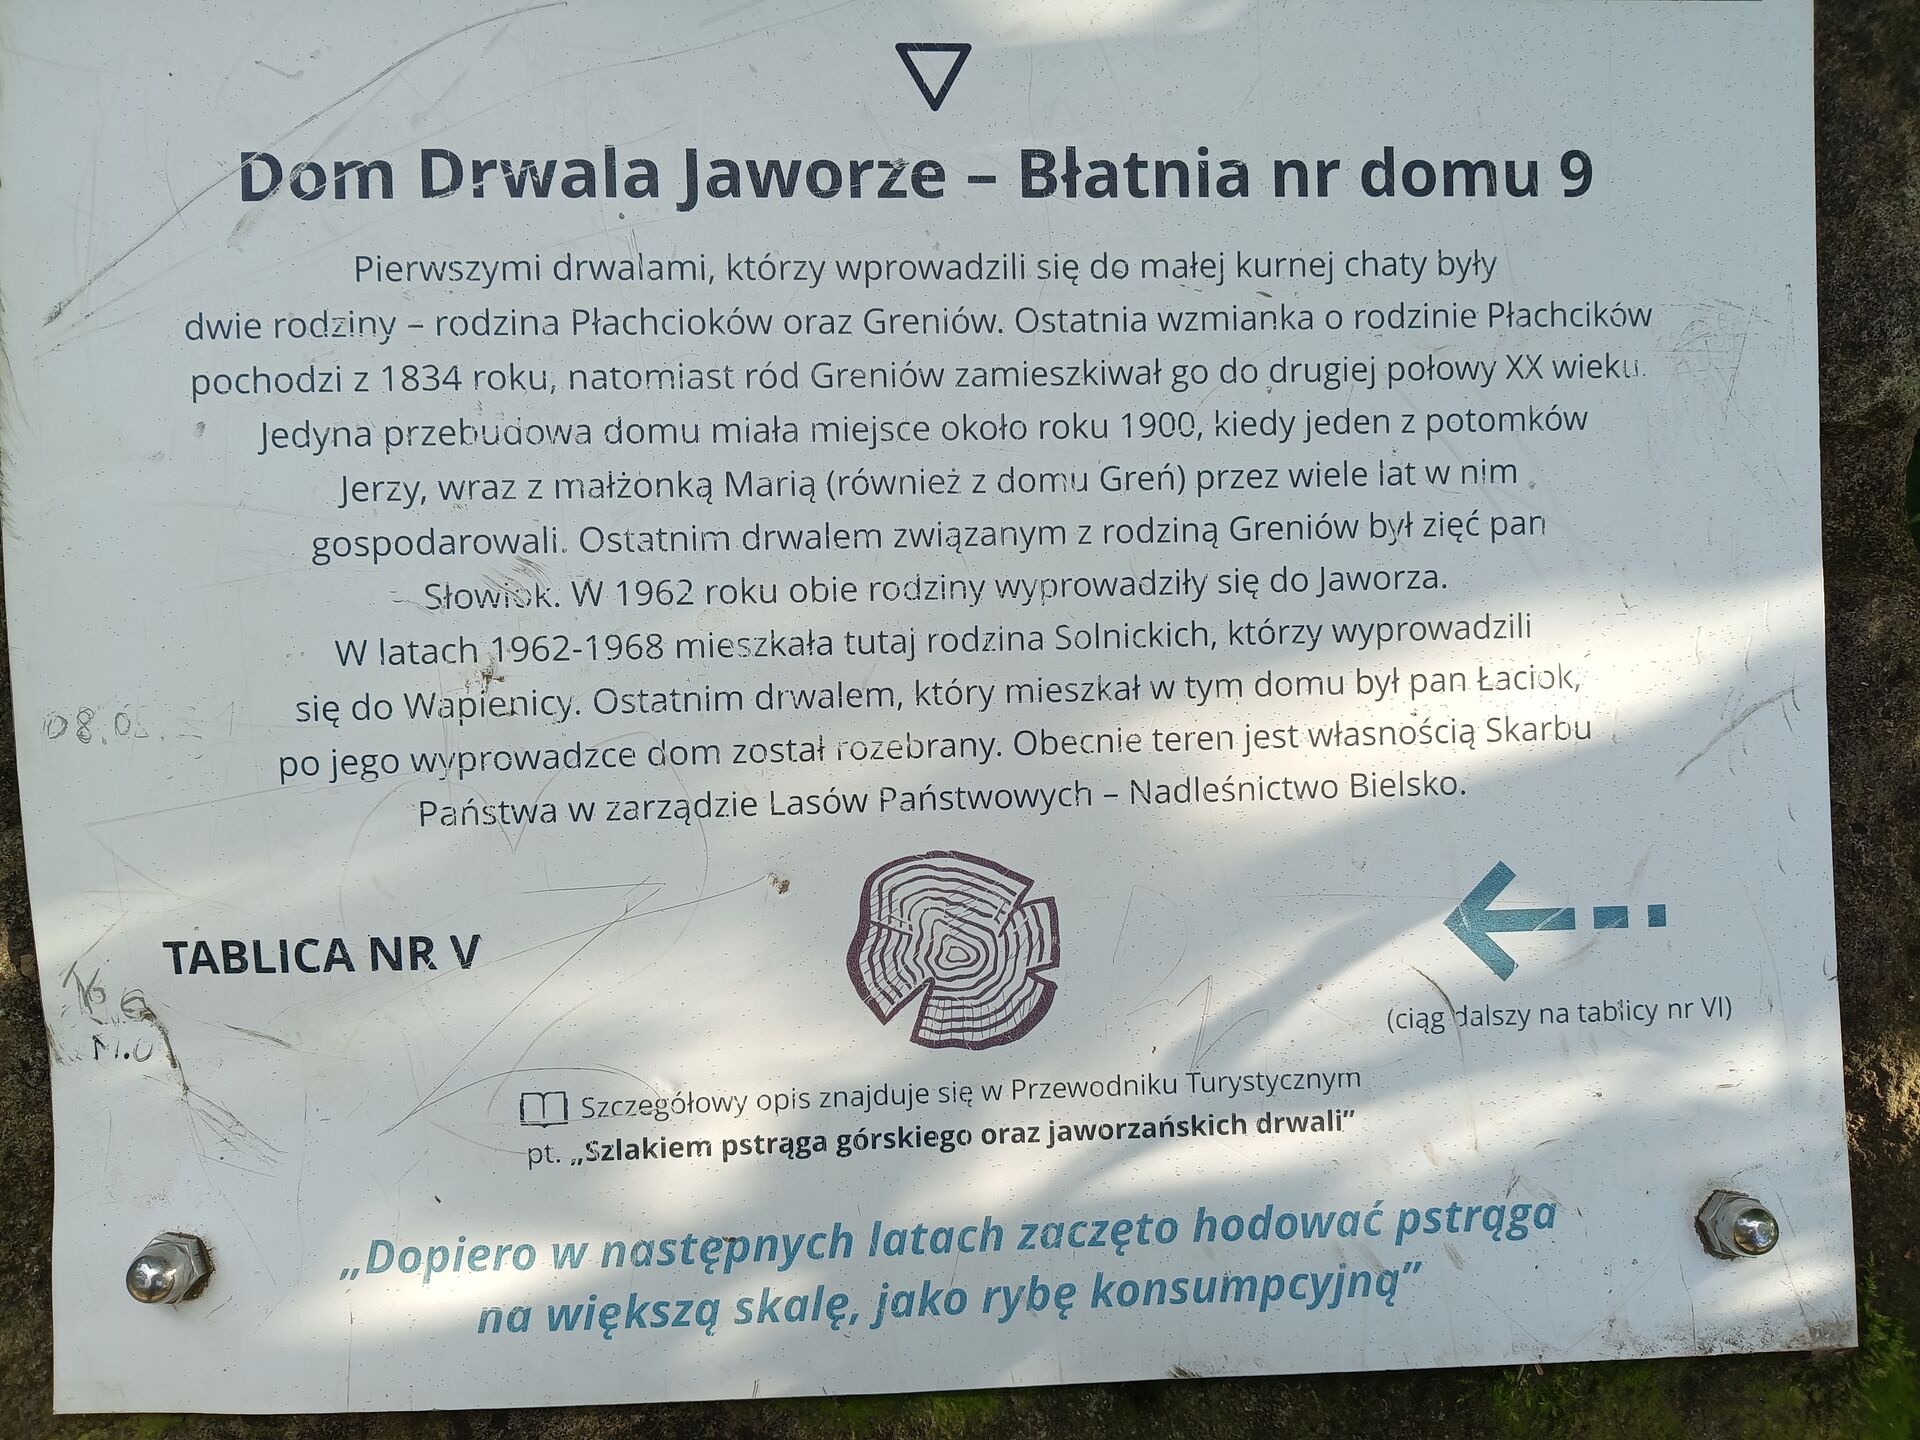 Dom Drwala Jaworze – Błatnia nr domu 9
Pierwszymi drwalami, którzy wprowadzili się do małej kurnej chaty były
dwie rodziny – rodzina Płachcioków oraz Greniów. Ostatnia wzmianka o rodzinie Płachcików
pochodzi z 1834 roku, natomiast ród Greniów zamieszkiwał go do drugiej połowy XX wieku.
Jedyna przebudowa domu miała miejsce około roku 1900, kiedy jeden z potomków
Jerzy, wraz z małżonką Marią (również z domu Greń) przez wiele lat w nim
gospodarowali. Ostatnim drwalem związanym z rodziną Greniów był zięć pan
Słowiok. W 1962 roku obie rodziny wyprowadziły się do Jaworza.
W latach 1962-1968 mieszkała tutaj rodzina Solnickich, którzy wyprowadzili
się do Wapienicy. Ostatnim drwalem, który mieszkał w tym domu był pan Łaciok,
po jego wyprowadzce dom został rozebrany. Obecnie teren jest własnością Skarbu
Państwa w zarządzie Lasów Państwowych – Nadleśnictwo Bielsko.
TABLICA NR V
(ciąg dalszy na tablicy nr VI)
Szczegółowy opis znajduje się w Przewodniku Turystycznym
pt. „Szlakiem pstrąga górskiego oraz jaworzańskich drwali”
„Dopiero w następnych latach zaczęto hodować pstrąga
na większą skalę, jako rybę konsumpcyjną”